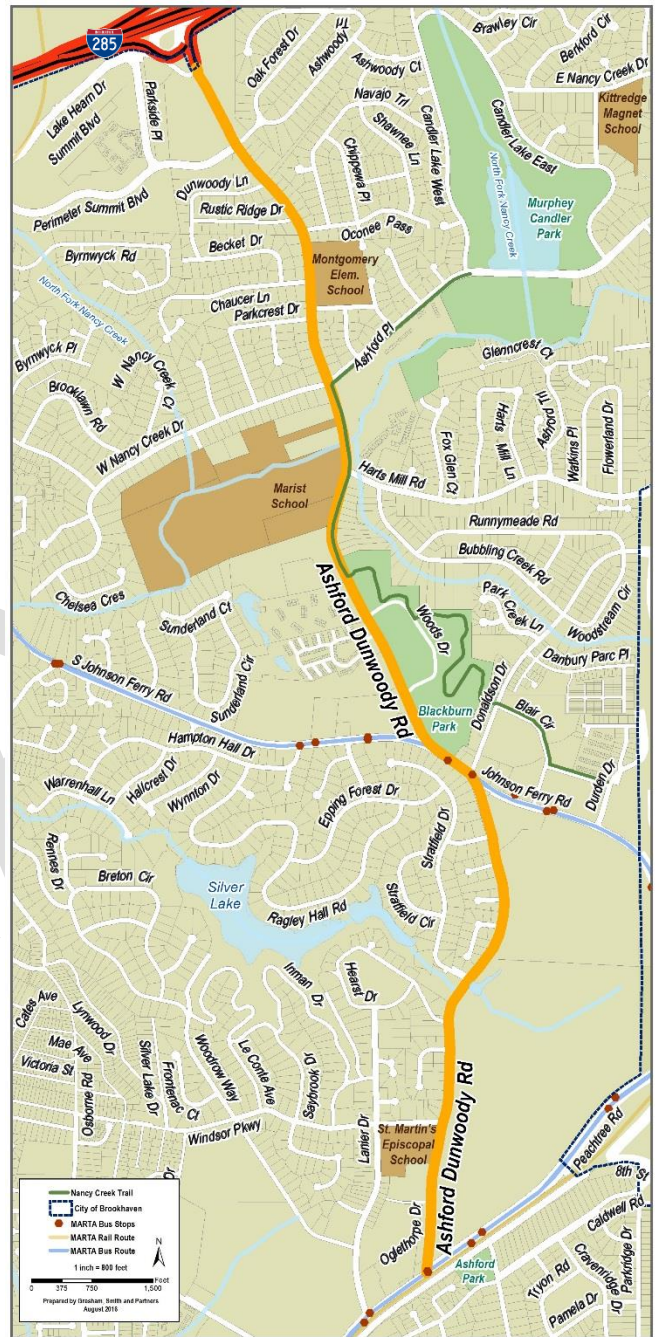 INTERSTATE
285
Lake Hearn Dr
Summit Blvd
Parkside Pl
Perimeter Summit Blvd
Oak Forest Dr
Ashwoody Trl
Ashwoody Ct
Navajo Trl
Shawnee Ln
Chippewa Pl
Candler Lake West
Brawley Cir
Berkford Cir
E Nancy Creek Dr
Candler Lake East
Kittredge
Magnet
School
North Fork Nancy Creek
Murphey
Candler
Park
Dunwoody Ln
Rustic Ridge Dr
Becket Dr
Oconee Pass
Byrnwyck Rd
Montgomery
Elem.
School
Chaucer Ln
Parkcrest Dr
North Fork Nancy Creek
Ashford Pl
Glenncrest Ct
Byrnwyck Pl
Brooklawn Rd
W Nancy Creek Ct
W Nancy Creek Dr
Fox Glen Ct
Harts Mill Ln
Ashford Trl
Watkins Pl
Flowerland Dr
Harts Mill Rd
Marist
School
Runnymeade Rd
Bubbling Creek Rd
Park Creek Ln
Woodstream Cir
Danbury Parc Pl
Chelsea Cres
Sunderland Ct
Sunderland Cir
Ashford Dunwoody Rd
Woods Dr
Blackburn
Park
Donaldson Dr
Blair Cir
Durden Dr
S Johnson Ferry Rd
Johnson Ferry Rd
Hampton Hall Dr
Warrenhall Ln
Hallcrest Dr
Wynnton Dr
Epping Forest Dr
Stratfield Dr
Stratfield Cir
Rennes Dr
Breton Cir
Silver
Lake
Ragley Hall Rd
Inman Dr
Hearst Dr
Cates Ave
Lynwood Dr
Mae Ave
Victoria St
Osborne Rd
Silver Lake Dr
Frontenac Ct
Woodrow Way
Le Conte Ave
Saybrook Dr
Windsor Pkwy
Lanier Dr
St. Martin's
Episcopal
School
Ashford Dunwoody Rd
Oglethorpe Dr
Peachtree Rd
8th St
Caldwell Rd
Ashford
Park
Tryon Rd
Cravenridge Dr
Parkridge Dr
Pamela Dr
Dr
Nancy Creek Trail
City of Brookhaven
MARTA Bus Stops
MARTA Rail Route
MARTA Bus Route
N
1 inch = 800 feet
0 375 750 1,500
Feet
Prepared by Gresham, Smith and Partners
August 2016